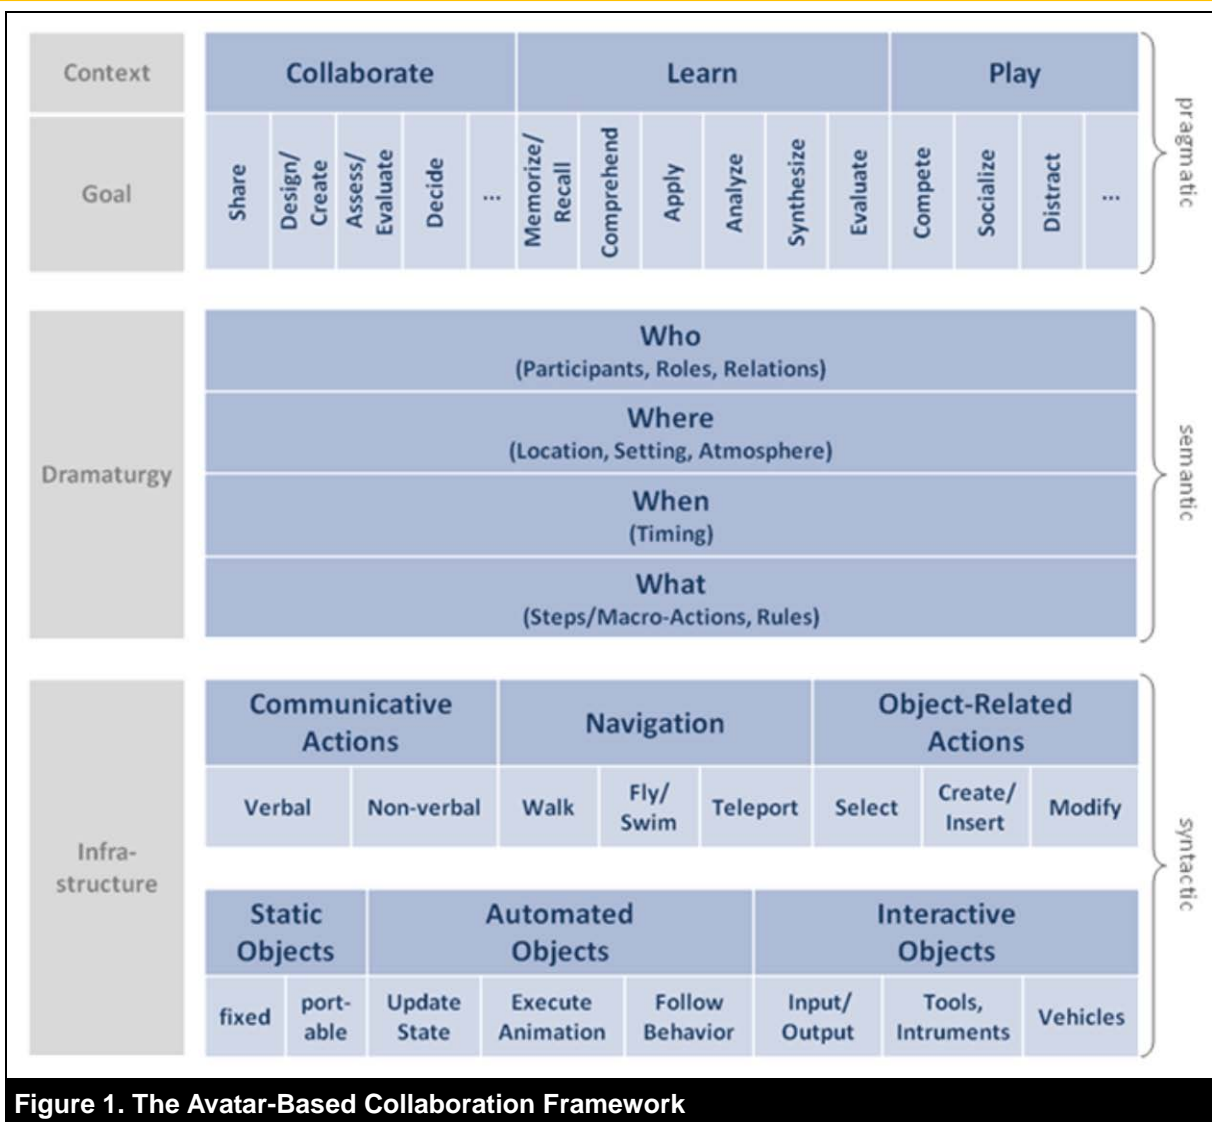 Context
Collaborate
Learn
Play
Goal
Share
Design/
Create
Assess/
Evaluate
Decide
...
Memorize/
Recall
Comprehend
Apply
Analyze
Synthesize
Evaluate
Compete
Socialize
Distract
...
pragmatic
Dramaturgy
Who
(Participants, Roles, Relations)
Where
(Location, Setting, Atmosphere)
When
(Timing)
What
(Steps/Macro-Actions, Rules)
semantic
Infra-
structure
Communicative
Actions
Navigation
Object-Related
Actions
Verbal
Non-verbal
Walk
Fly/
Swim
Teleport
Select
Create/
Insert
Modify
Static
Objects
Automated
Objects
Interactive
Objects
fixed
port-
able
Update
State
Execute
Animation
Follow
Behavior
Input/
Output
Tools,
Intruments
Vehicles
syntactic
Figure 1. The Avatar-Based Collaboration Framework